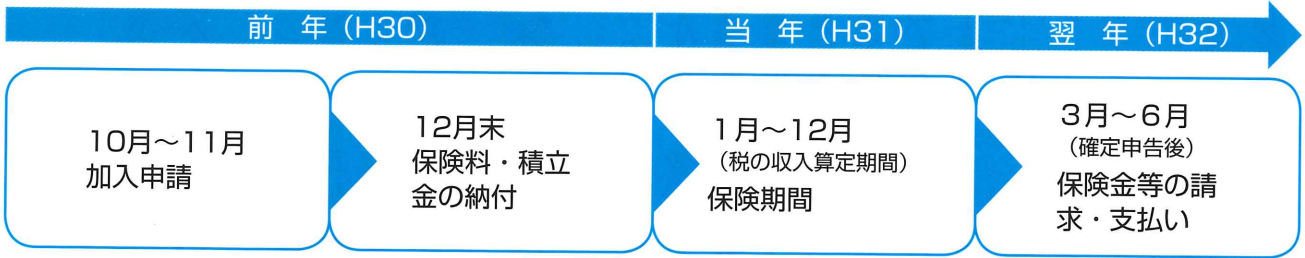 前 年（H30）
当 年（H31）
翌 年（H32）
10月～11月
加入申請
12月末
保険料・積立
金の納付
1月～12月
（税の収入算定期間）
保険期間
3月～6月
（確定申告後）
保険金等の請
求・支払い